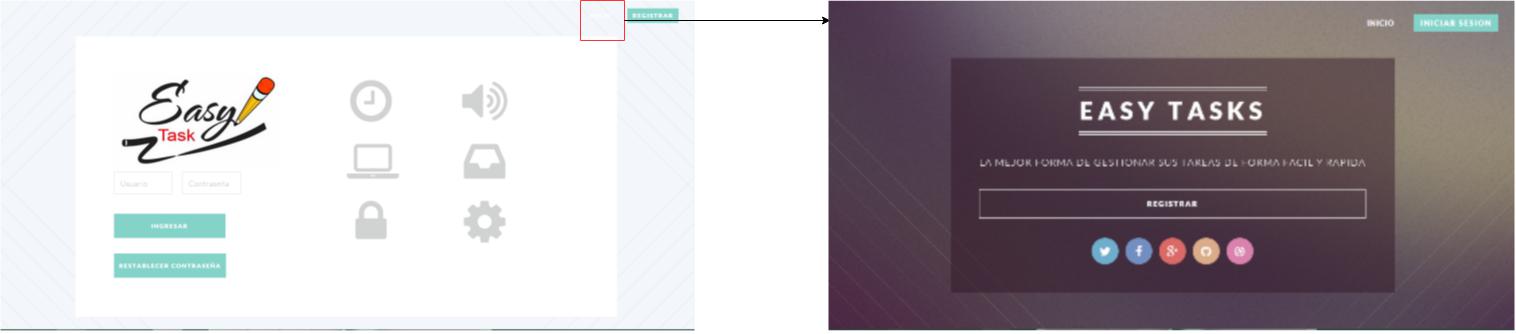 REGISTRAR
Easy
Task
Usuario
Contraseña
INGRESAR
RESTABLECER CONTRASEÑA
INICIO
INICIAR SESION
EASY TASKS
LA MEJOR FORMA DE GESTIONAR SUS TAREAS DE FORMA FACIL Y RAPIDA
REGISTRAR